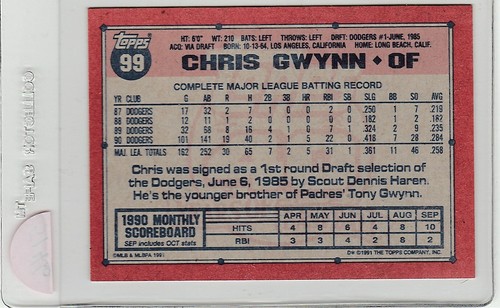 Topps
99
HT: 6'0" WT: 210 BATS: LEFT THROWS: LEFT DRFT: DODGERS #1-JUNE, 1985
ACQ: VIA DRAFT BORN: 10-13-64, LOS ANGELES, CALIFORNIA HOME: LONG BEACH, CALIF.
CHRIS GWYNN • OF
COMPLETE MAJOR LEAGUE BATTING RECORD
YR CLUB G AB R H 2B 3B HR RBI SB SLG BB SO AVG
87 DODGERS 17 32 2 7 1 0 0 2 0 .250 1 7 .219
88 DODGERS 12 11 1 2 0 0 0 0 0 .182 1 2 .182
89 DODGERS 32 68 8 16 4 1 0 7 1 .324 2 9 .235
90 DODGERS 101 141 19 40 2 1 5 22 0 .418 7 28 .284
MAJ. LEA. TOTALS 162 252 30 65 7 2 5 31 1 .361 11 46 .258
Chris was signed as a 1st round Draft selection of
the Dodgers, June 6, 1985 by Scout Dennis Haren.
He's the younger brother of Padres' Tony Gwynn.
1990 MONTHLY
SCOREBOARD
SEP includes OCT stats
APR MAY JUN JUL AUG SEP
HITS 4 8 6 4 8 10
RBI 3 4 3 2 8 2
©MLB & MLBPA 1991
D* ©1991 THE TOPPS COMPANY, INC.